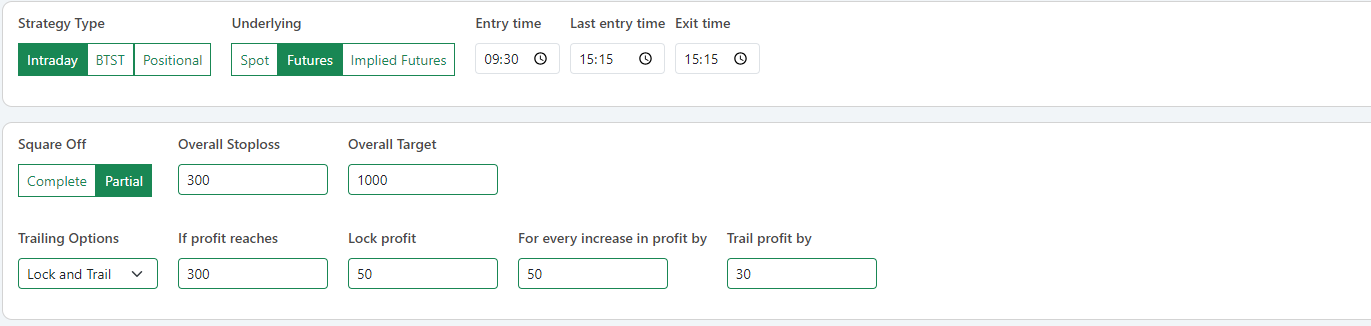 Strategy Type Underlying Entry time Last entry time Exit time
Intraday BTST Positional Spot Futures Implied Futures 09:30 15:15 15:15
Square Off Overall Stoploss Overall Target
Complete Partial 300 1000
Trailing Options If profit reaches Lock profit For every increase in profit by Trail profit by
Lock and Trail 300 50 50 30